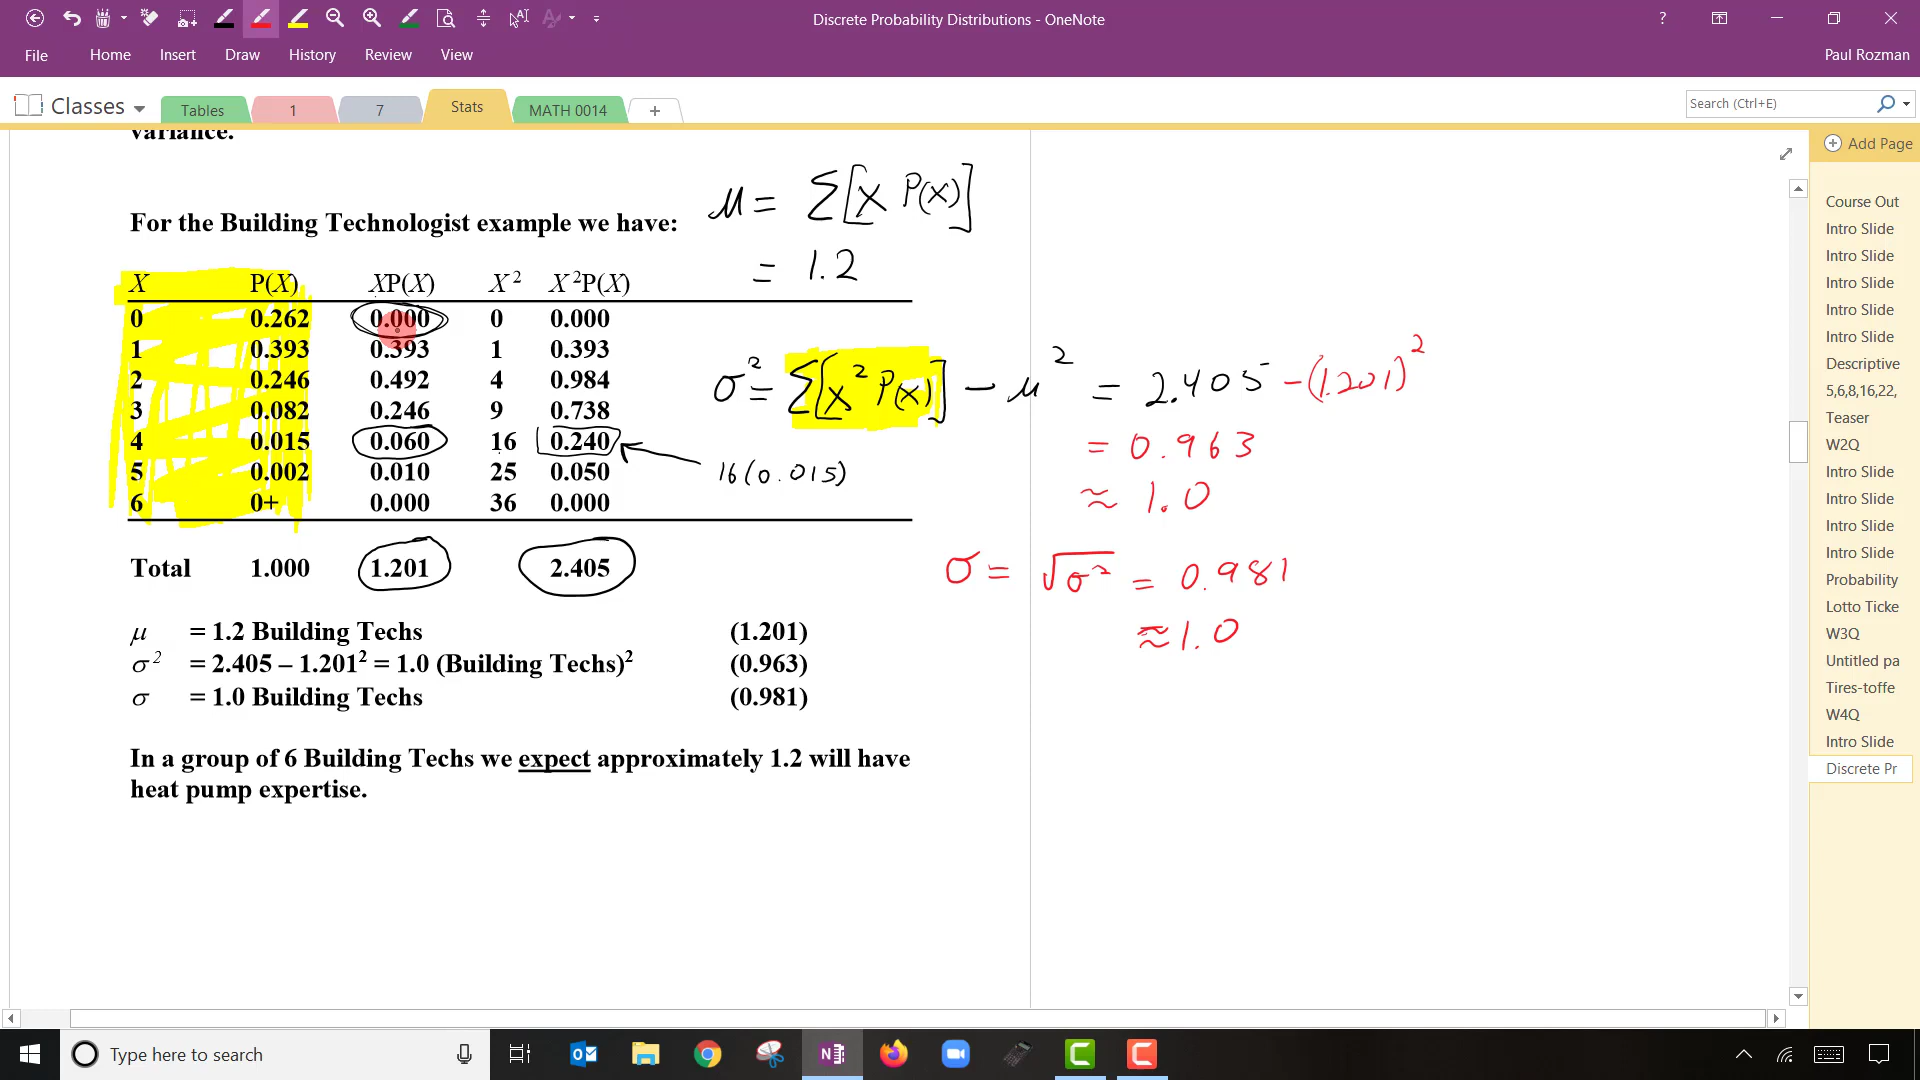 Discrete Probability Distributions - OneNote
?
File Home Insert Draw History Review View
Paul Rozman
Classes
Tables 1 7 Stats MATH 0014 +
Search (Ctrl+E)
Add Page
variance.
μ = Σ[X P(X)]
For the Building Technologist example we have:
= 1.2
X P(X) XP(X) X² X²P(X)
0 0.262 0.000 0 0.000
1 0.393 0.393 1 0.393
2 0.246 0.492 4 0.984
σ² = Σ[X² P(X)] − μ² = 2.405 − (1.201)²
3 0.082 0.246 9 0.738
4 0.015 0.060 16 0.240
= 0.963
5 0.002 0.010 25 0.050
16(0.015)
6 0+ 0.000 36 0.000
≈ 1.0
Total 1.000 1.201 2.405
σ = √σ² = 0.981
≈ 1.0
μ = 1.2 Building Techs (1.201)
σ² = 2.405 – 1.201² = 1.0 (Building Techs)² (0.963)
σ = 1.0 Building Techs (0.981)
In a group of 6 Building Techs we expect approximately 1.2 will have
heat pump expertise.
Course Out
Intro Slide
Intro Slide
Intro Slide
Intro Slide
Intro Slide
Descriptive
5,6,8,16,22,
Teaser
W2Q
Intro Slide
Intro Slide
Intro Slide
Intro Slide
Probability
Lotto Ticke
W3Q
Untitled pa
Tires-toffe
W4Q
Intro Slide
Discrete Pr
Type here to search